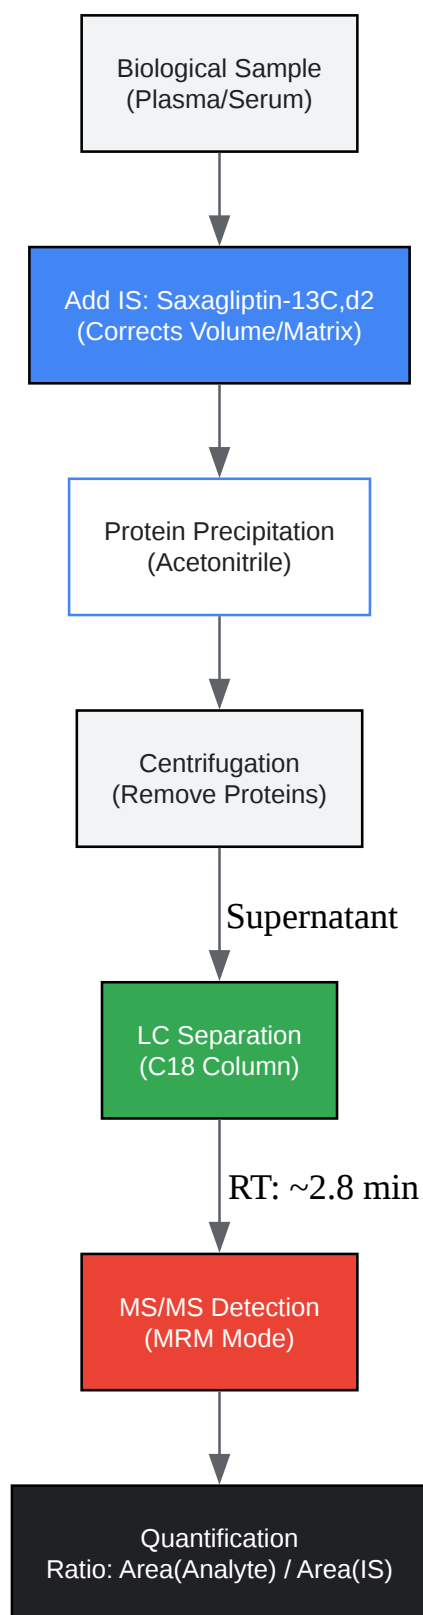 Biological Sample
(Plasma/Serum)
Add IS: Saxagliptin-13C,d2
(Corrects Volume/Matrix)
Protein Precipitation
(Acetonitrile)
Centrifugation
(Remove Proteins)
Supernatant
LC Separation
(C18 Column)
RT: ~2.8 min
MS/MS Detection
(MRM Mode)
Quantification
Ratio: Area(Analyte) / Area(IS)